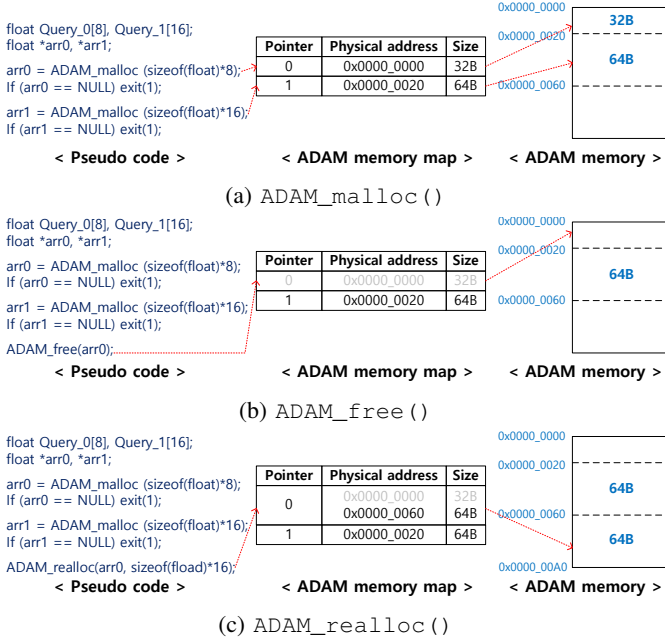 float Query_0[8], Query_1[16];
float *arr0, *arr1;
arr0 = ADAM_malloc (sizeof(float)*8);
If (arr0 == NULL) exit(1);
arr1 = ADAM_malloc (sizeof(float)*16);
If (arr1 == NULL) exit(1);
< Pseudo code >
Pointer Physical address Size
0 0x0000_0000 32B
1 0x0000_0020 64B
< ADAM memory map >
0x0000_0000
32B
0x0000_0020
64B
0x0000_0060
< ADAM memory >
(a) ADAM_malloc()
float Query_0[8], Query_1[16];
float *arr0, *arr1;
arr0 = ADAM_malloc (sizeof(float)*8);
If (arr0 == NULL) exit(1);
arr1 = ADAM_malloc (sizeof(float)*16);
If (arr1 == NULL) exit(1);
ADAM_free(arr0);
< Pseudo code >
Pointer Physical address Size
0 0x0000_0000 32B
1 0x0000_0020 64B
< ADAM memory map >
0x0000_0000
0x0000_0020
64B
0x0000_0060
< ADAM memory >
(b) ADAM_free()
float Query_0[8], Query_1[16];
float *arr0, *arr1;
arr0 = ADAM_malloc (sizeof(float)*8);
If (arr0 == NULL) exit(1);
arr1 = ADAM_malloc (sizeof(float)*16);
If (arr1 == NULL) exit(1);
ADAM_realloc(arr0, sizeof(fload)*16);
< Pseudo code >
Pointer Physical address Size
0x0000_0000 32B
0
0x0000_0060 64B
1 0x0000_0020 64B
< ADAM memory map >
0x0000_0000
0x0000_0020
64B
0x0000_0060
64B
0x0000_00A0
< ADAM memory >
(c) ADAM_realloc()